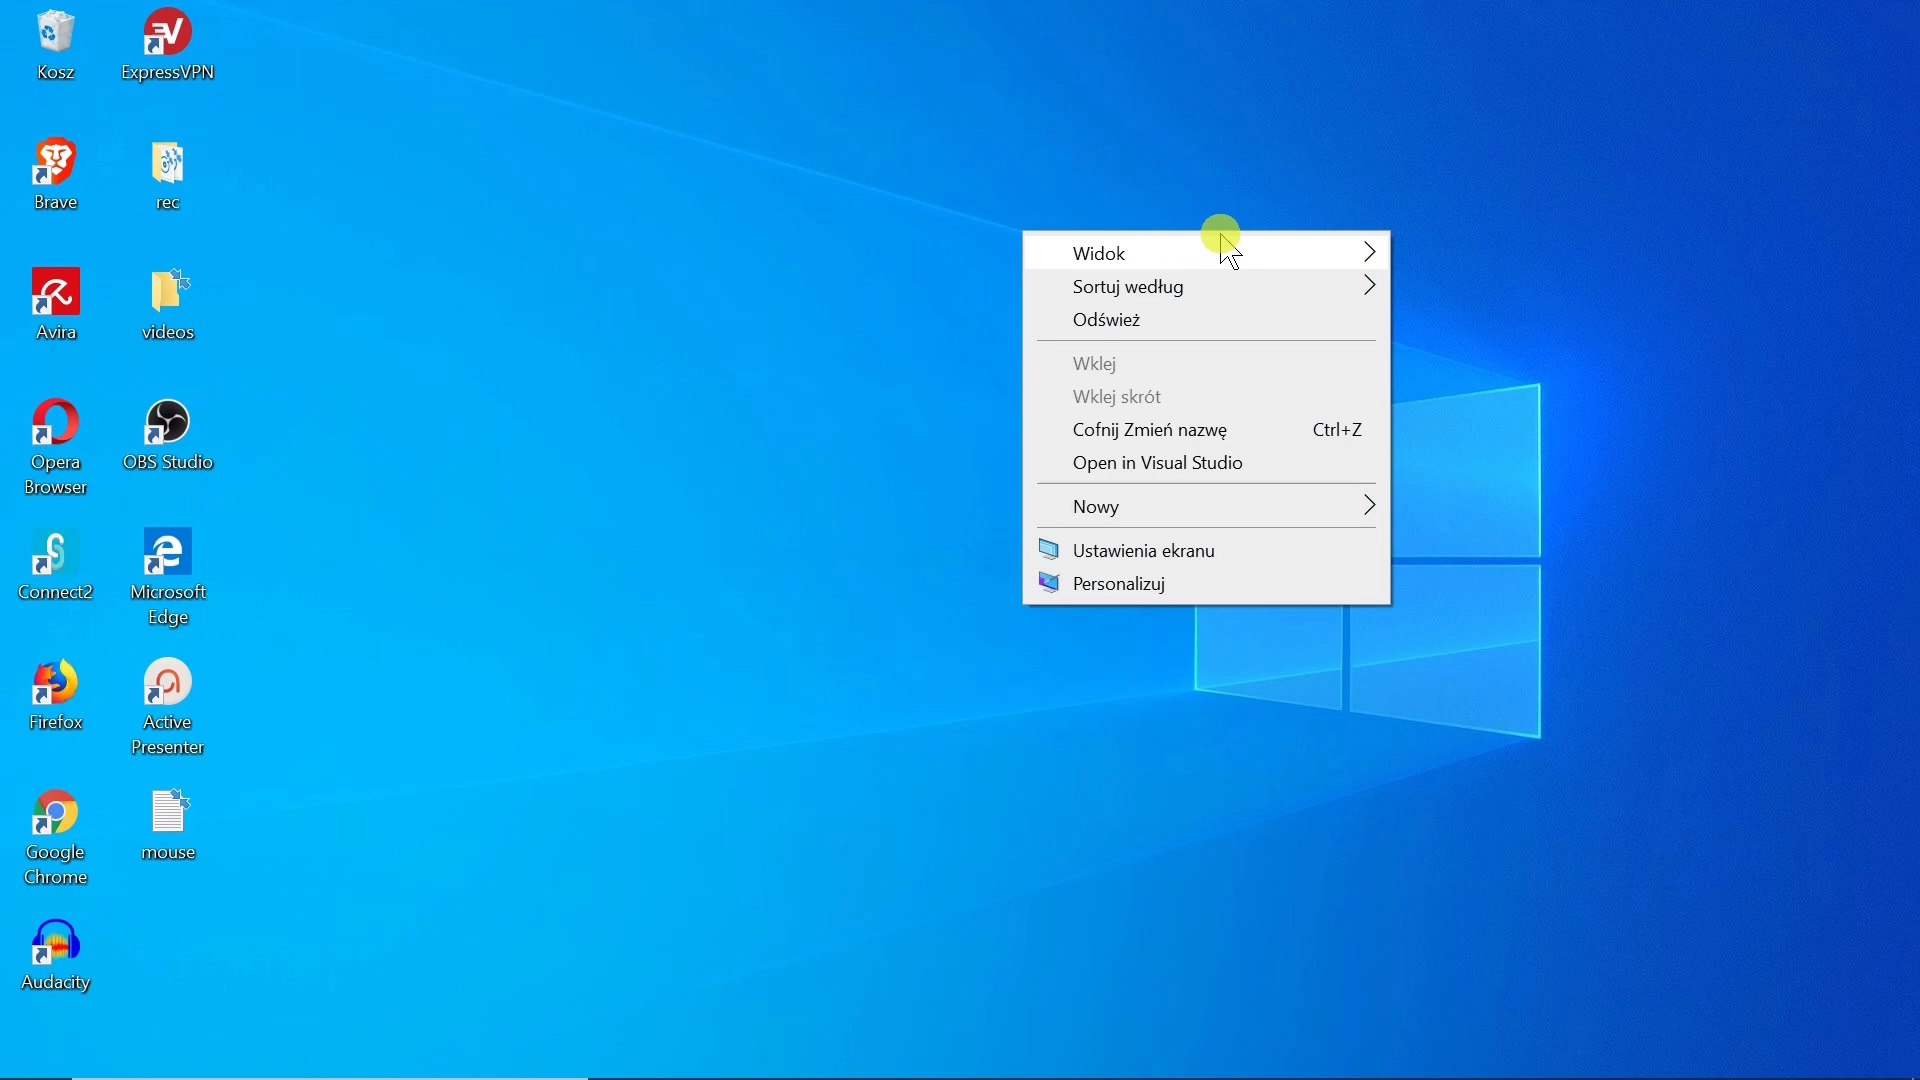 Kosz
ExpressVPN
Brave
rec
Avira
videos
Opera
Browser
OBS Studio
Connect2
Microsoft
Edge
Firefox
Active
Presenter
Google
Chrome
mouse
Audacity
Widok
Sortuj według
Odśwież
Wklej
Wklej skrót
Cofnij Zmień nazwę Ctrl+Z
Open in Visual Studio
Nowy
Ustawienia ekranu
Personalizuj